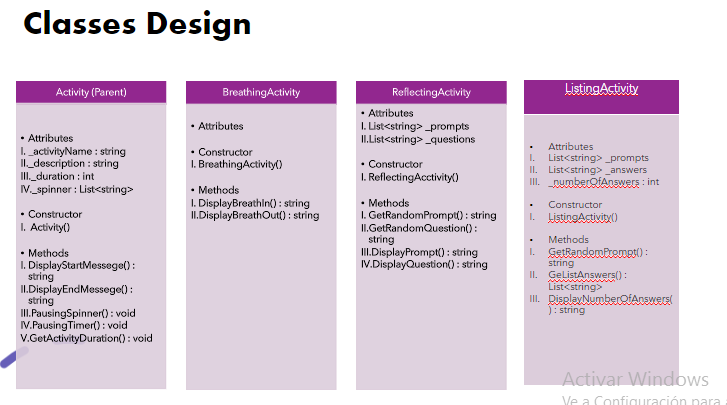 Classes Design
Activity (Parent)
• Attributes
I. _activityName : string
II._description : string
III._duration : int
IV._spinner : List<string>
• Constructor
I. Activity()
• Methods
I. DisplayStartMessege() :
string
II.DisplayEndMessege() :
string
III.PausingSpinner() : void
IV.PausingTimer() : void
V.GetActivityDuration() : void
BreathingActivity
• Attributes
• Constructor
I. BreathingActivity()
• Methods
I. DisplayBreathIn() : string
II.DisplayBreathOut() : string
ReflectingActivity
• Attributes
I. List<string> _prompts
II.List<string> _questions
• Constructor
I. ReflectingAcctivity()
• Methods
I. GetRandomPrompt() : string
II.GetRandomQuestion() :
string
III.DisplayPrompt() : string
IV.DisplayQuestion() : string
ListingActivity
• Attributes
I. List<string> _prompts
II. List<string> _answers
III. _numberOfAnswers : int
• Constructor
I. ListingActivity()
• Methods
I. GetRandomPrompt() :
string
II. GeListAnswers() :
List<string>
III. DisplayNumberOfAnswers(
) : string
Activar Windows
Ve a Configuración para